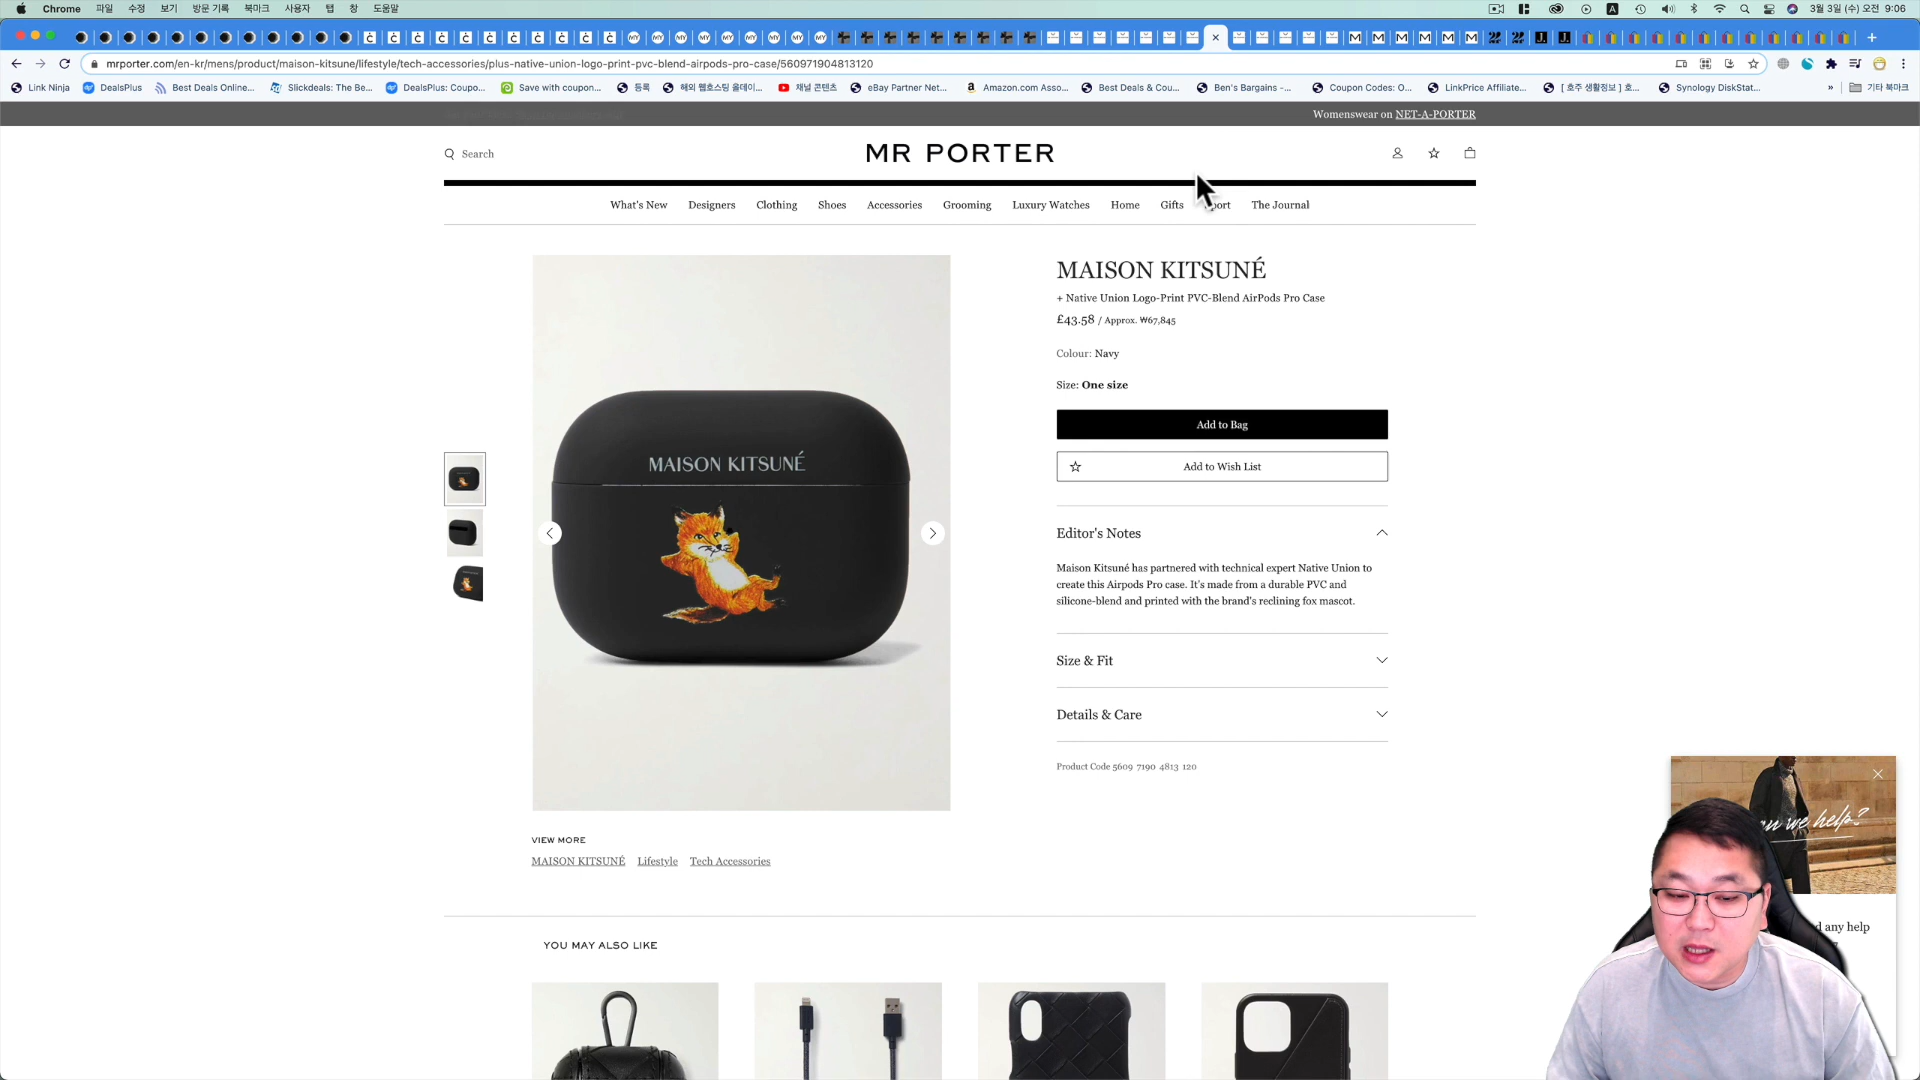 Chrome 파일 수정 보기 방문 기록 북마크 사용자 탭 창 도움말 3월 3일 (수) 오전 9:06
mrporter.com/en-kr/mens/product/maison-kitsune/lifestyle/tech-accessories/plus-native-union-logo-print-pvc-blend-airpods-pro-case/560971904813120
Link Ninja DealsPlus Best Deals Online... Slickdeals: The Be... DealsPlus: Coupo... Save with coupon... 등록 해외 웹호스팅 올데이... 채널 콘텐츠 eBay Partner Net... Amazon.com Asso... Best Deals & Cou... Ben's Bargains -... Coupon Codes: O... LinkPrice Affiliate... [ 호주 생활정보 ] 호... Synology DiskStat... » 기타 북마크
Womenswear on NET-A-PORTER
Search
MR PORTER
What's New Designers Clothing Shoes Accessories Grooming Luxury Watches Home Gifts The Journal
MAISON KITSUNÉ
+ Native Union Logo-Print PVC-Blend AirPods Pro Case
£43.58 / Approx. ₩67,845
Colour: Navy
Size: One size
Add to Bag
Add to Wish List
MAISON KITSUNÉ
Editor's Notes
Maison Kitsuné has partnered with technical expert Native Union to
create this Airpods Pro case. It's made from a durable PVC and
silicone-blend and printed with the brand's reclining fox mascot.
Size & Fit
Details & Care
Product Code 5609 7190 4813 120
we help?
any help
VIEW MORE
MAISON KITSUNÉ Lifestyle Tech Accessories
YOU MAY ALSO LIKE